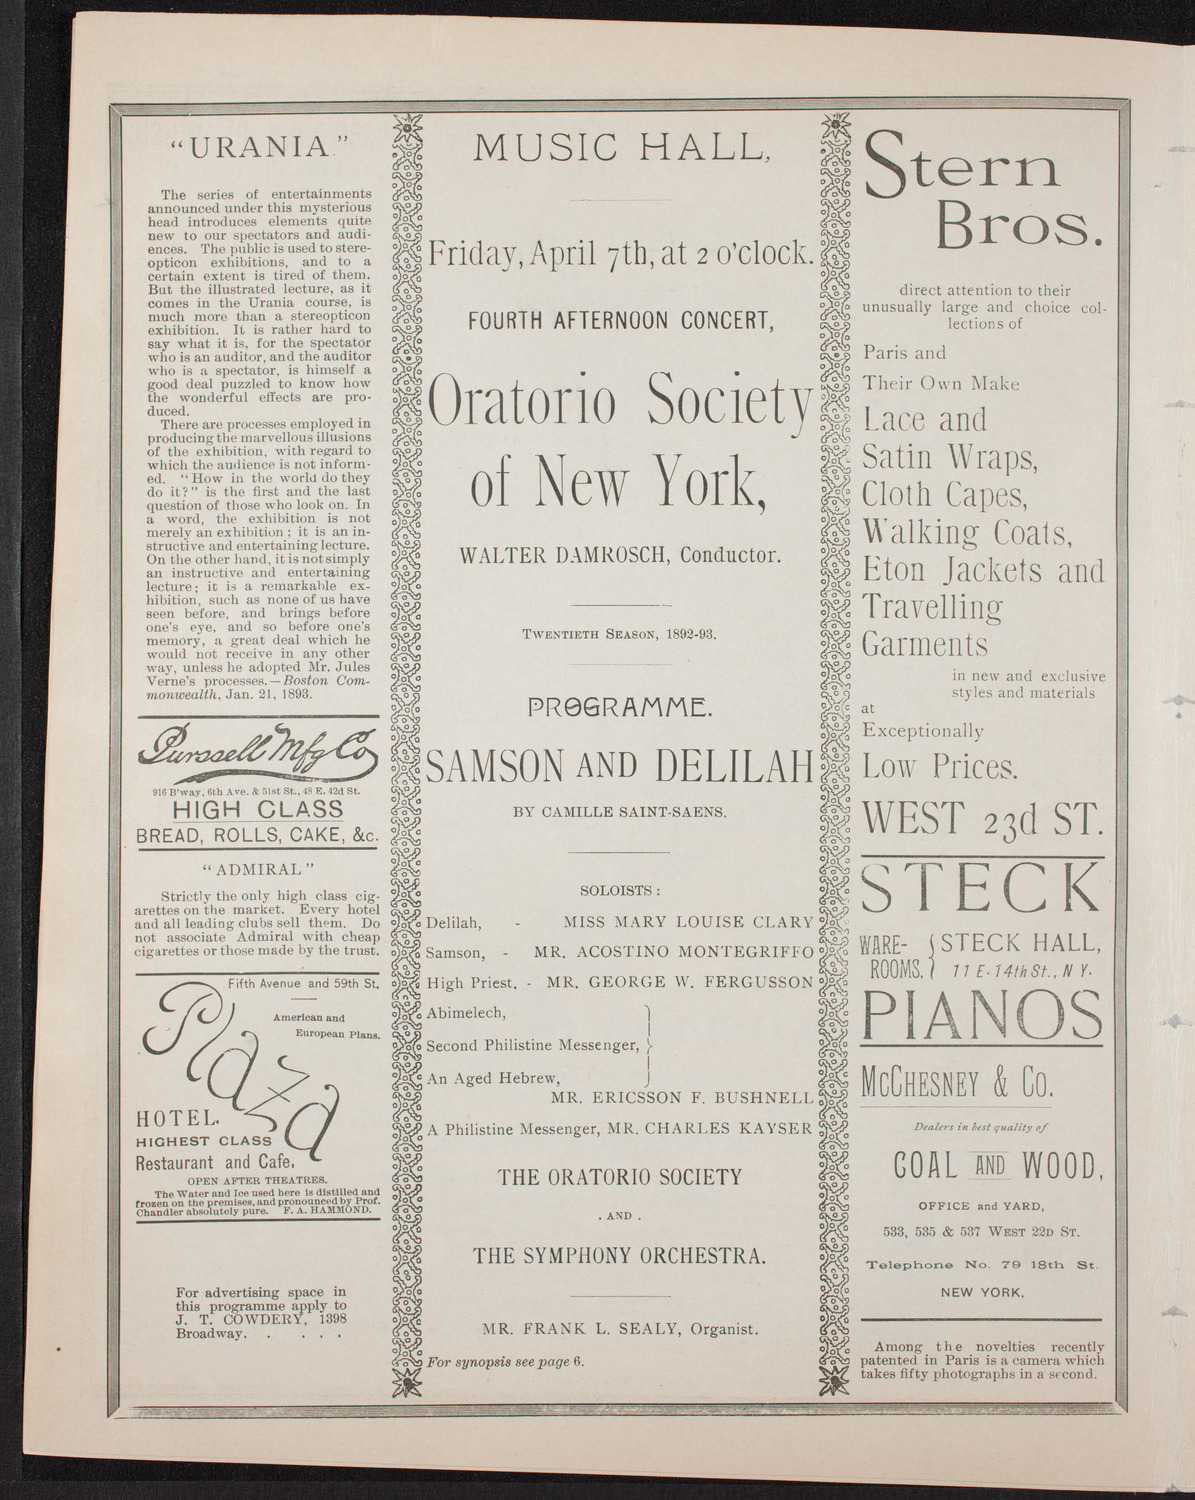 "URANIA"
The series of entertainments
announced under this mysterious
head introduces elements quite
new to our spectators and audi-
ences. The public is used to stere-
opticon exhibitions, and to a
certain extent is tired of them.
But the illustrated lecture, as it
comes in the Urania course, is
much more than a stereopticon
exhibition. It is rather hard to
say what it is, for the spectator
who is an auditor, and the auditor
who is a spectator, is himself a
good deal puzzled to know how
the wonderful effects are pro-
duced.
There are processes employed in
producing the marvellous illusions
of the exhibition, with regard to
which the audience is not inform-
ed. "How in the world do they
do it?" is the first and the last
question of those who look on. In
a word, the exhibition is not
merely an exhibition; it is an in-
structive and entertaining lecture.
On the other hand, it is not simply
an instructive and entertaining
lecture; it is a remarkable ex-
hibition, such as none of us have
seen before, and brings before
one's eye, and so before one's
memory, a great deal which he
would not receive in any other
way, unless he adopted Mr. Jules
Verne's processes.—Boston Com-
monwealth, Jan. 21, 1893.
Purssell Mfg Co
916 B'way, 6th Ave. & 51st St., 48 E. 42d St.
HIGH CLASS
BREAD, ROLLS, CAKE, &c.
"ADMIRAL"
Strictly the only high class cig-
arettes on the market. Every hotel
and all leading clubs sell them. Do
not associate Admiral with cheap
cigarettes or those made by the trust.
Fifth Avenue and 59th St.
American and
European Plans.
Plaza
HOTEL.
HIGHEST CLASS
Restaurant and Cafe.
OPEN AFTER THEATRES.
The Water and Ice used here is distilled and
frozen on the premises, and pronounced by Prof.
Chandler absolutely pure. F. A. HAMMOND.
For advertising space in
this programme apply to
J. T. COWDERY, 1398
Broadway. . . . .
MUSIC HALL,
Friday, April 7th, at 2 o'clock.
FOURTH AFTERNOON CONCERT,
Oratorio Society
of New York,
WALTER DAMROSCH, Conductor.
TWENTIETH SEASON, 1892-93.
PROGRAMME.
SAMSON AND DELILAH
BY CAMILLE SAINT-SAENS.
SOLOISTS:
Delilah, - MISS MARY LOUISE CLARY
Samson, - MR. ACOSTINO MONTEGRIFFO
High Priest, - MR. GEORGE W. FERGUSSON
Abimelech,
Second Philistine Messenger, }
An Aged Hebrew,
MR. ERICSSON F. BUSHNELL
A Philistine Messenger, MR. CHARLES KAYSER
THE ORATORIO SOCIETY
. AND .
THE SYMPHONY ORCHESTRA.
MR. FRANK L. SEALY, Organist.
For synopsis see page 6.
Stern
Bros.
direct attention to their
unusually large and choice col-
lections of
Paris and
Their Own Make
Lace and
Satin Wraps,
Cloth Capes,
Walking Coats,
Eton Jackets and
Travelling
Garments
in new and exclusive
styles and materials
at
Exceptionally
Low Prices.
WEST 23d ST.
STECK
WARE- { STECK HALL,
ROOMS, { 11 E. 14th St., N Y.
PIANOS
MCCHESNEY & CO.
Dealers in best quality of
COAL AND WOOD,
OFFICE and YARD,
533, 535 & 537 WEST 22D ST.
Telephone No. 79 18th St.
NEW YORK.
Among the novelties recently
patented in Paris is a camera which
takes fifty photographs in a second.